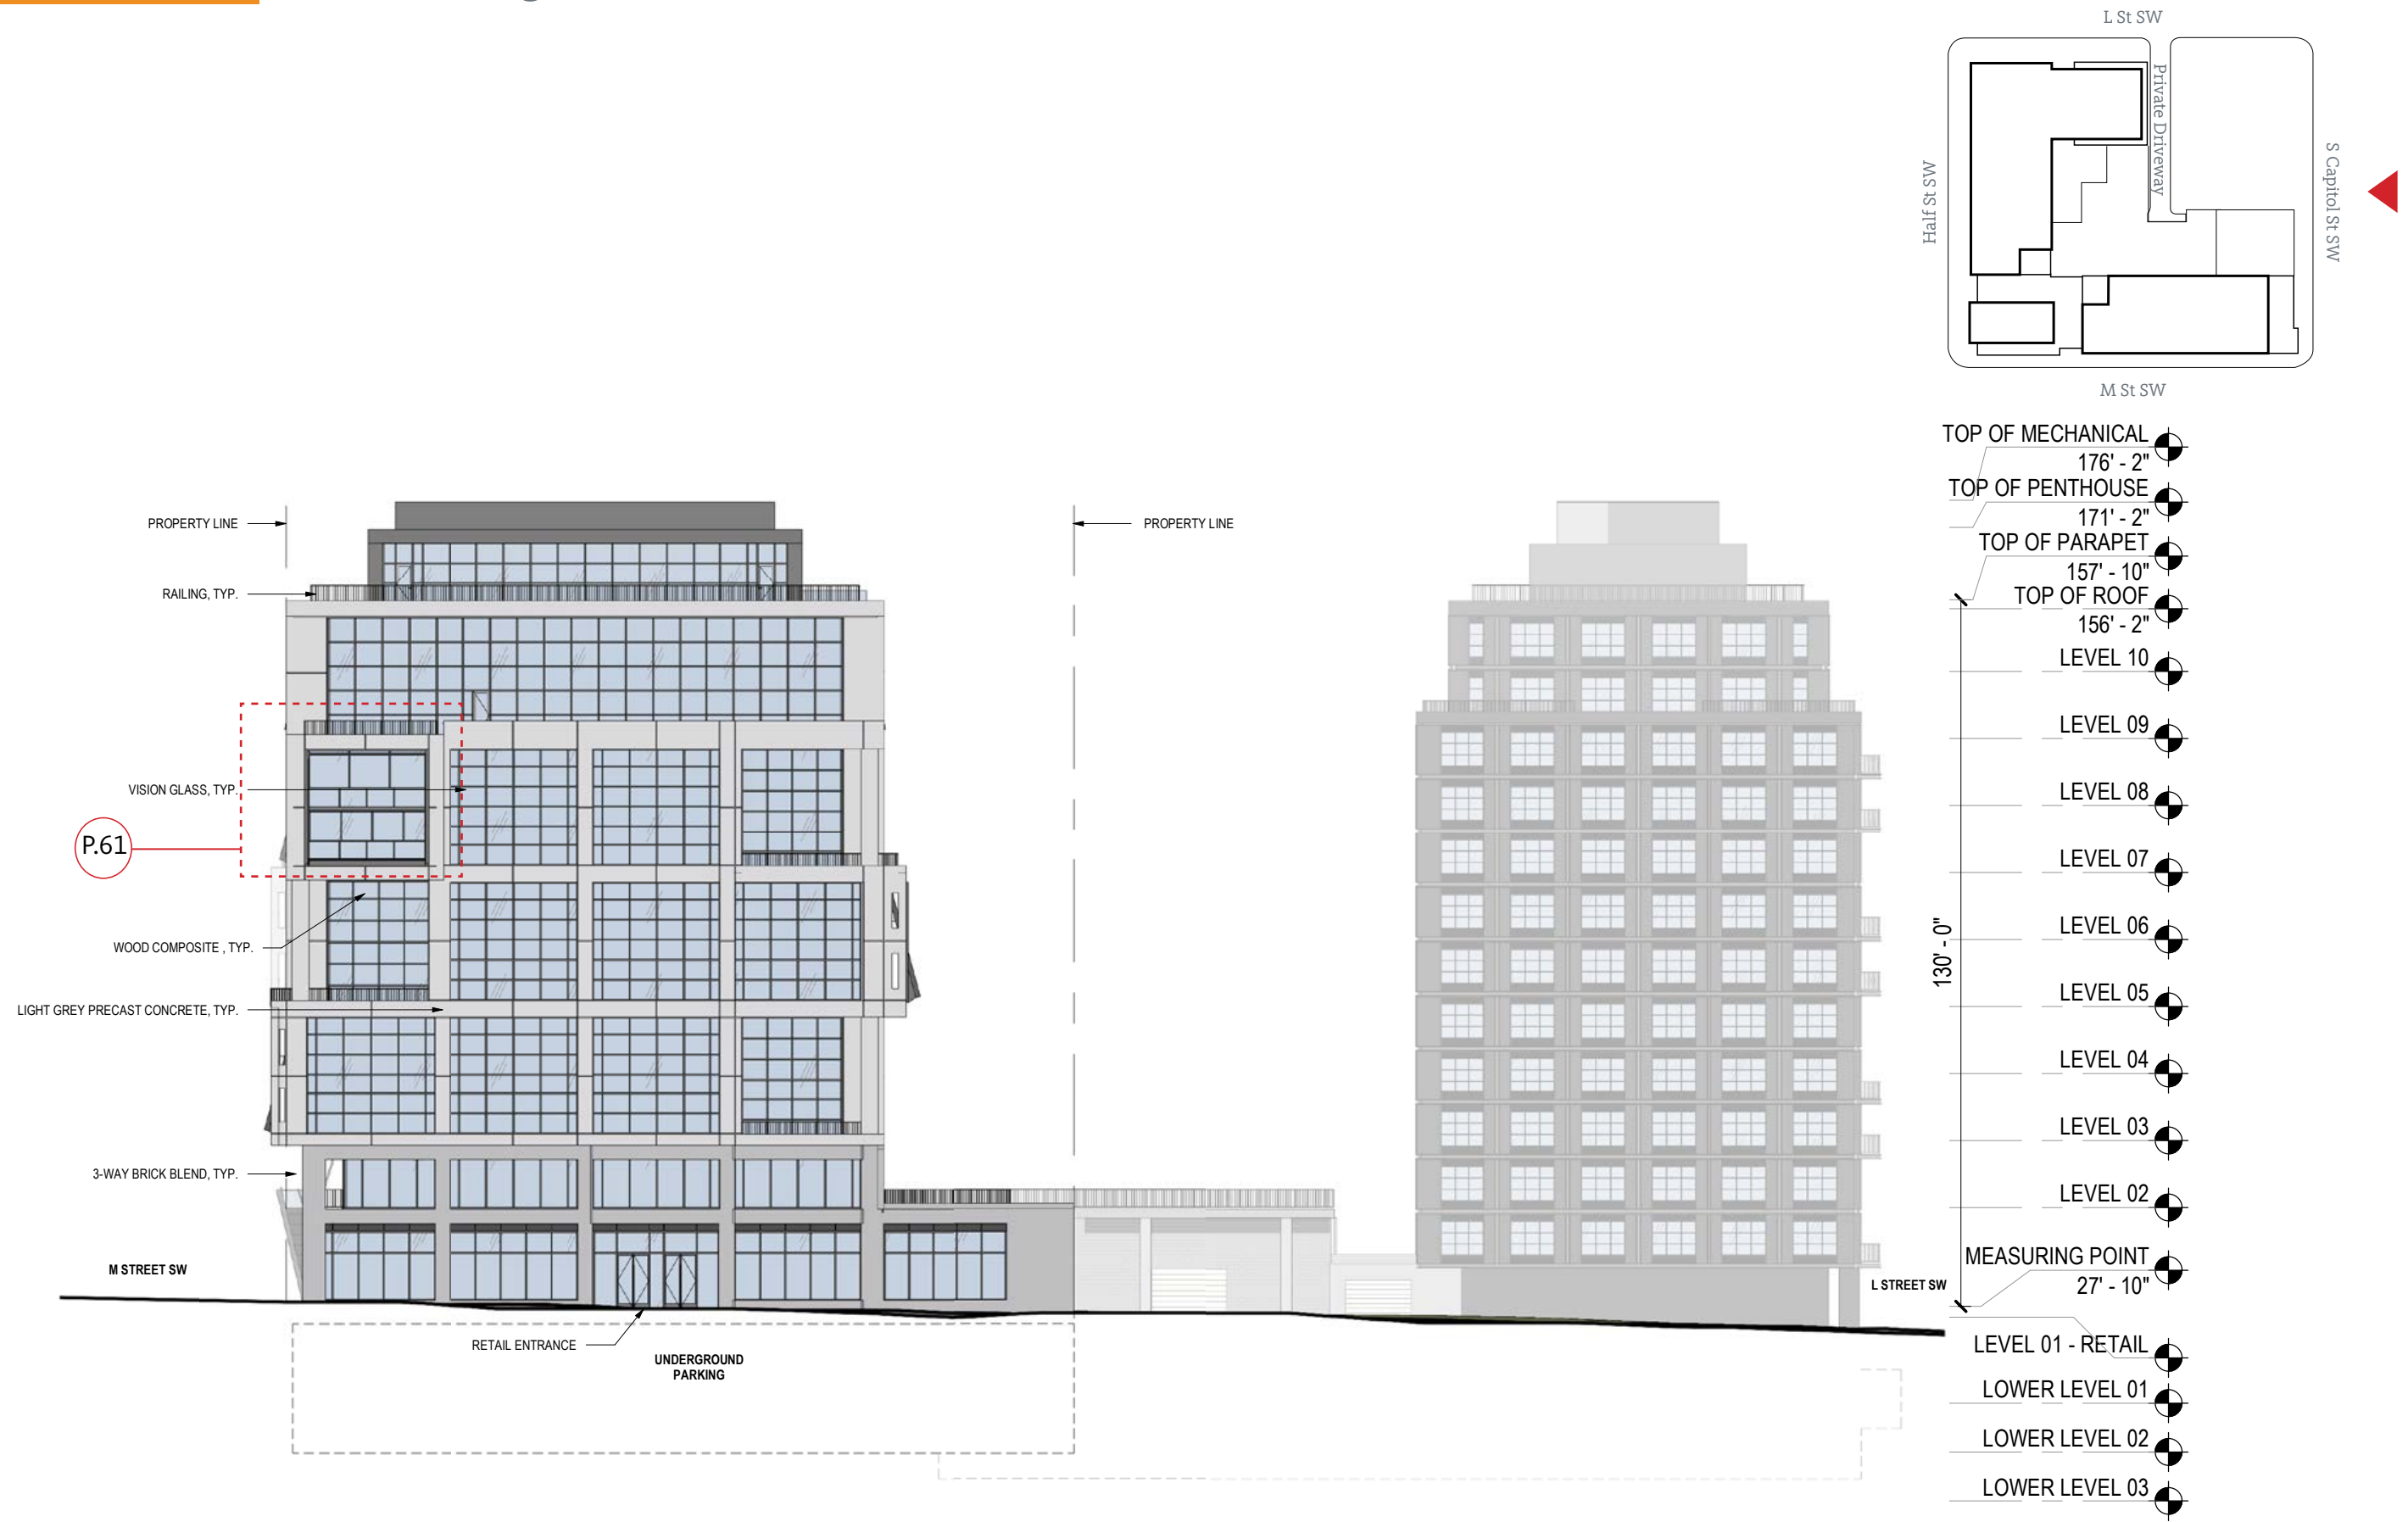 L St SW
Private Driveway
Half St SW
S Capitol St SW
M St SW
TOP OF MECHANICAL
176' - 2"
TOP OF PENTHOUSE
171' - 2"
TOP OF PARAPET
157' - 10"
TOP OF ROOF
156' - 2"
LEVEL 10
LEVEL 09
LEVEL 08
LEVEL 07
LEVEL 06
LEVEL 05
LEVEL 04
LEVEL 03
LEVEL 02
MEASURING POINT
27' - 10"
LEVEL 01 - RETAIL
LOWER LEVEL 01
LOWER LEVEL 02
LOWER LEVEL 03
130' - 0"
PROPERTY LINE
PROPERTY LINE
RAILING, TYP.
VISION GLASS, TYP.
P.61
WOOD COMPOSITE , TYP.
LIGHT GREY PRECAST CONCRETE, TYP.
3-WAY BRICK BLEND, TYP.
M STREET SW
L STREET SW
RETAIL ENTRANCE
UNDERGROUND
PARKING